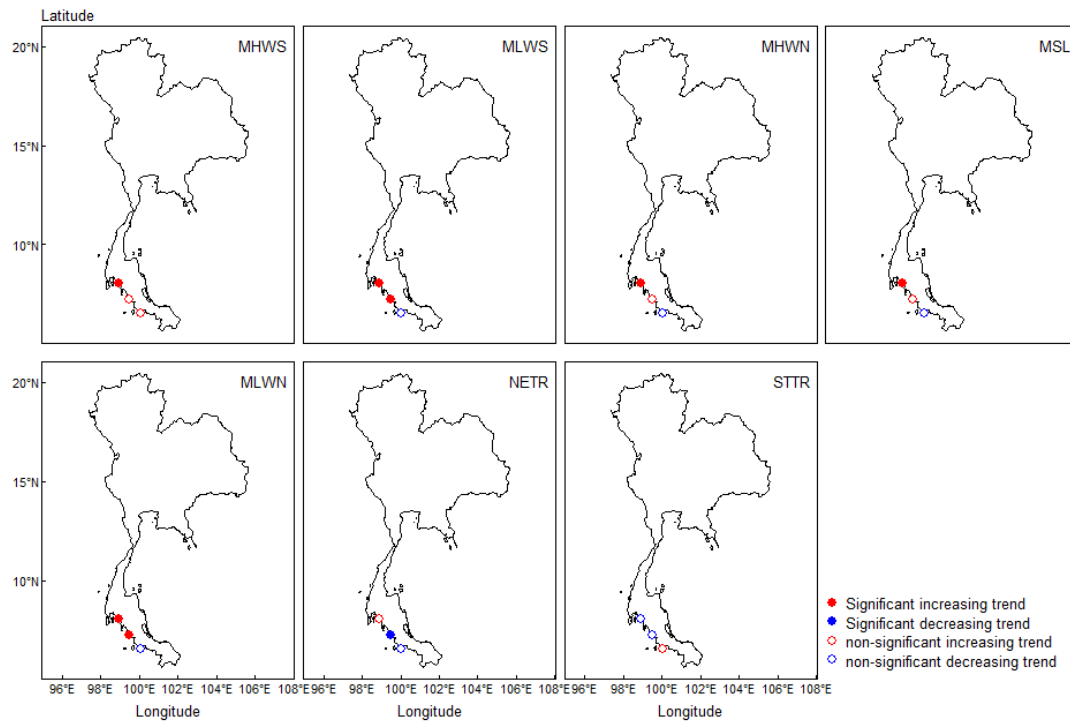 Latitude
MHWS
MLWS
MHWN
MSL
20°N
15°N
10°N
MLWN
NETR
STTR
20°N
15°N
10°N
Significant increasing trend
Significant decreasing trend
non-significant increasing trend
non-significant decreasing trend
96°E 98°E 100°E 102°E 104°E 106°E 108°E
96°E 98°E 100°E 102°E 104°E 106°E 108°E
96°E 98°E 100°E 102°E 104°E 106°E 108°E
Longitude
Longitude
Longitude